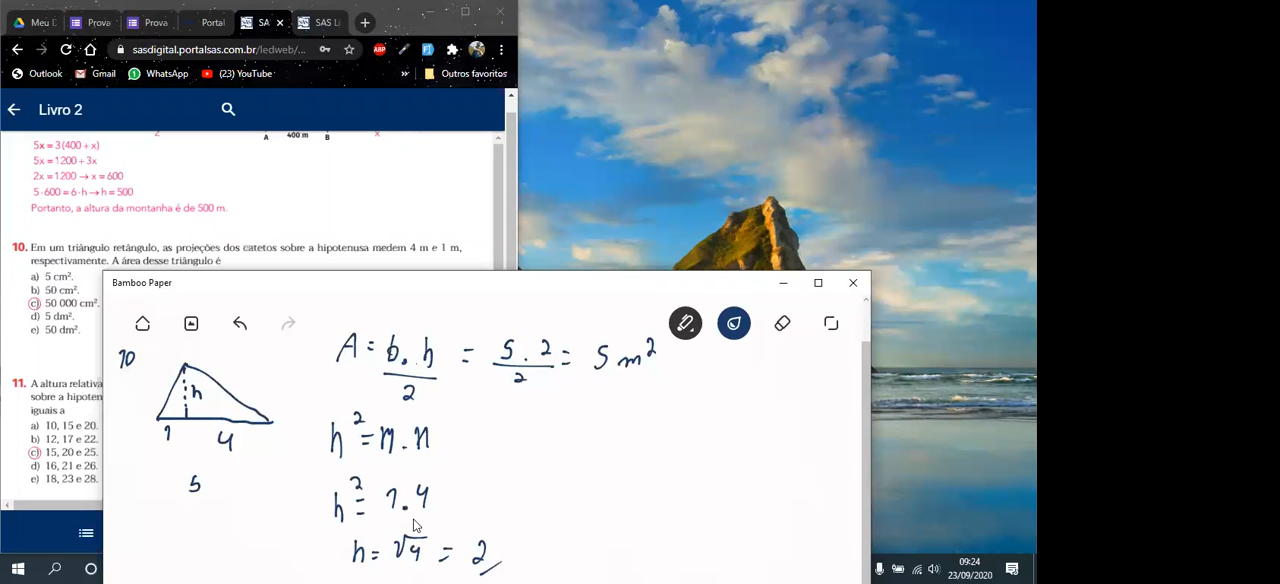 Meu D
Prova
Prova
Portal
SA
SAS Li
sasdigital.portalsas.com.br/ledweb/...
ABP
Outlook
Gmail
WhatsApp
(23) YouTube
»
Outros favoritos
Livro 2
A
400 m
B
x
5x = 3(400 + x)
5x = 1200 + 3x
2x = 1200 → x = 600
5·600 = 6·h → h = 500
Portanto, a altura da montanha é de 500 m.
10. Em um triângulo retângulo, as projeções dos catetos sobre a hipotenusa medem 4 m e 1 m,
respectivamente. A área desse triângulo é
a) 5 cm².
b) 50 cm².
c) 50 000 cm².
d) 5 dm².
e) 50 dm².
11. A altura relativa
sobre a hipoten
iguais a
a) 10, 15 e 20.
b) 12, 17 e 22.
c) 15, 20 e 25.
d) 16, 21 e 26.
e) 18, 23 e 28.
Bamboo Paper
10
h
1
4
5
A = b . h / 2 = 5 . 2 / 2 = 5 m²
h² = m . n
h² = 1 . 4
h = √4 = 2
09:24
23/09/2020